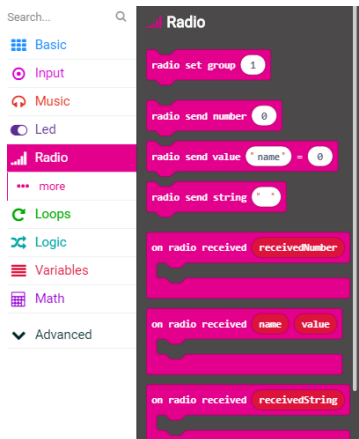 Search...
Basic
Input
Music
Led
Radio
more
Loops
Logic
Variables
Math
Advanced
Radio
radio set group 1
radio send number 0
radio send value "name" = 0
radio send string " "
on radio received receivedNumber
on radio received name value
on radio received receivedString